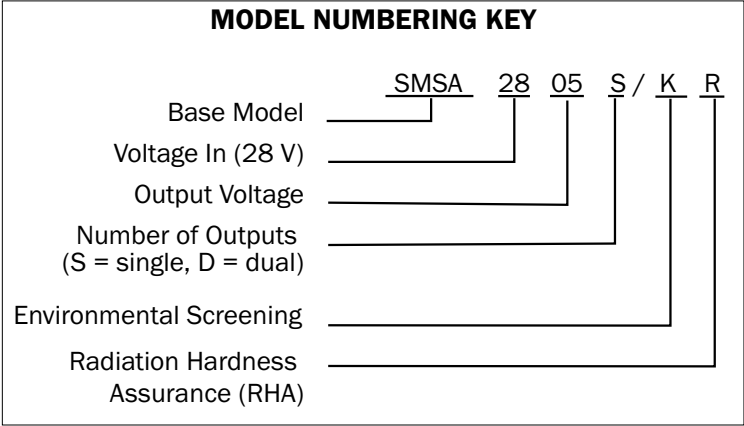 MODEL NUMBERING KEY
SMSA 28 05 S / K R
Base Model
Voltage In (28 V)
Output Voltage
Number of Outputs
(S = single, D = dual)
Environmental Screening
Radiation Hardness
Assurance (RHA)